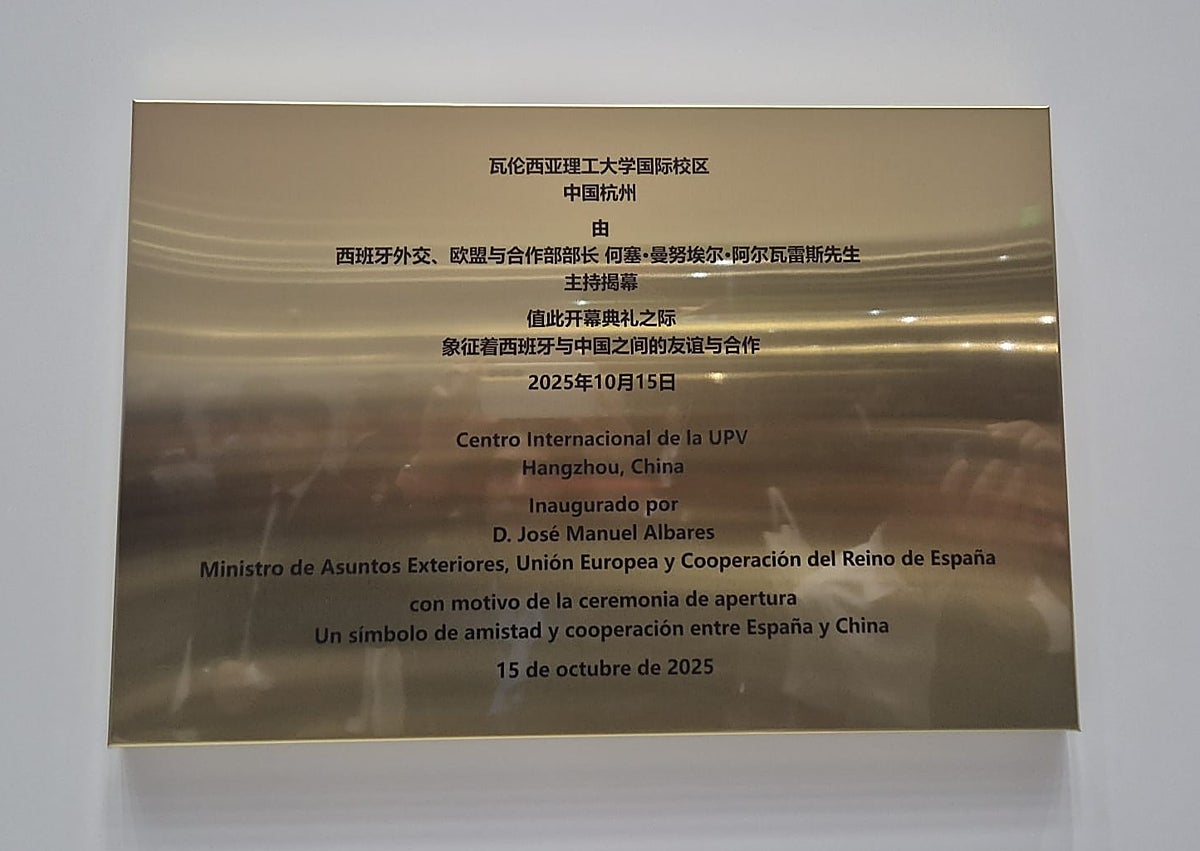 瓦伦西亚理工大学国际校区
中国杭州
由
西班牙外交、欧盟与合作部部长 何塞·曼努埃尔·阿尔瓦雷斯先生
主持揭幕
值此开幕典礼之际
象征着西班牙与中国之间的友谊与合作
2025年10月15日
Centro Internacional de la UPV
Hangzhou, China
Inaugurado por
D. José Manuel Albares
Ministro de Asuntos Exteriores, Unión Europea y Cooperación del Reino de España
con motivo de la ceremonia de apertura
Un símbolo de amistad y cooperación entre España y China
15 de octubre de 2025